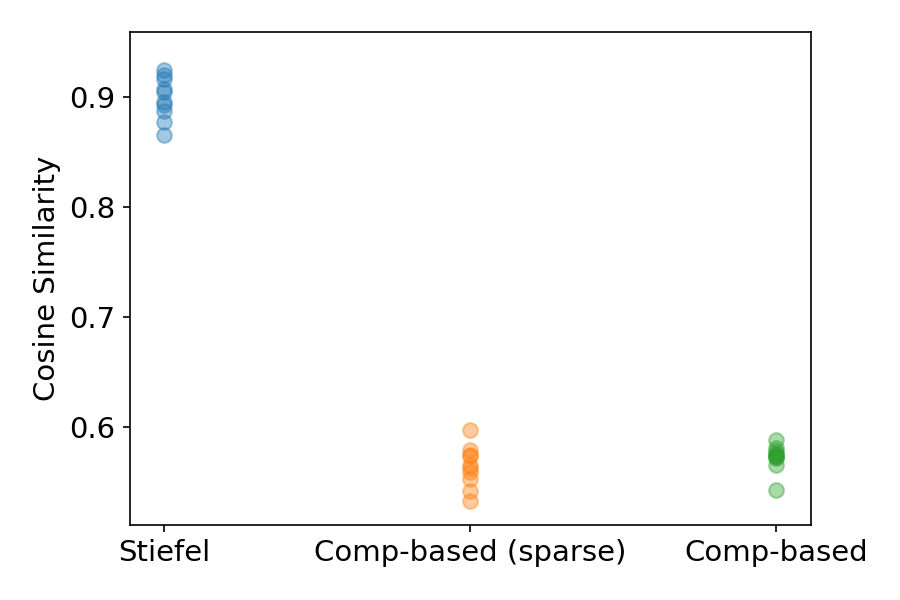 Cosine Similarity
0.9
0.8
0.7
0.6
Stiefel
Comp-based (sparse)
Comp-based